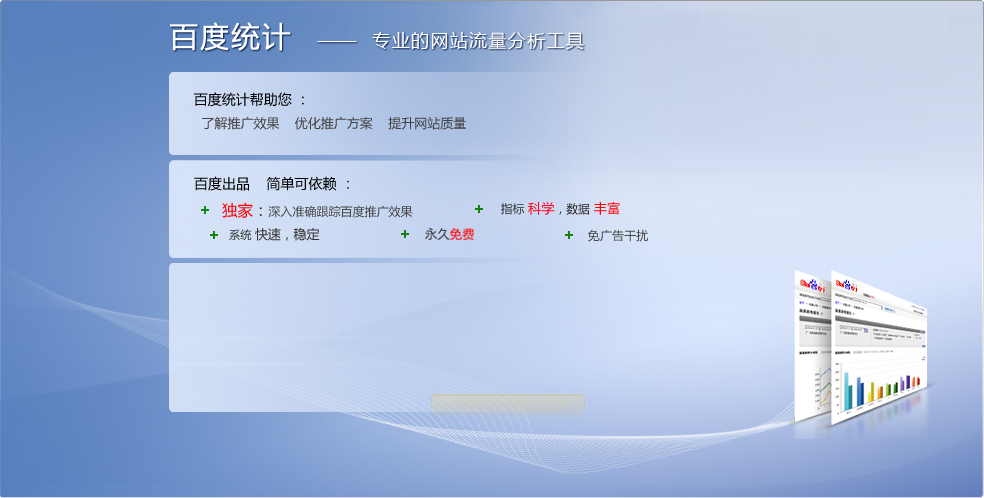 百度统计 —— 专业的网站流量分析工具
百度统计帮助您 ：
了解推广效果 优化推广方案 提升网站质量
百度出品 简单可依赖 ：
+ 独家 ：深入准确跟踪百度推广效果 + 指标 科学 , 数据 丰富
+ 系统 快速 , 稳定 + 永久免费 + 免广告干扰